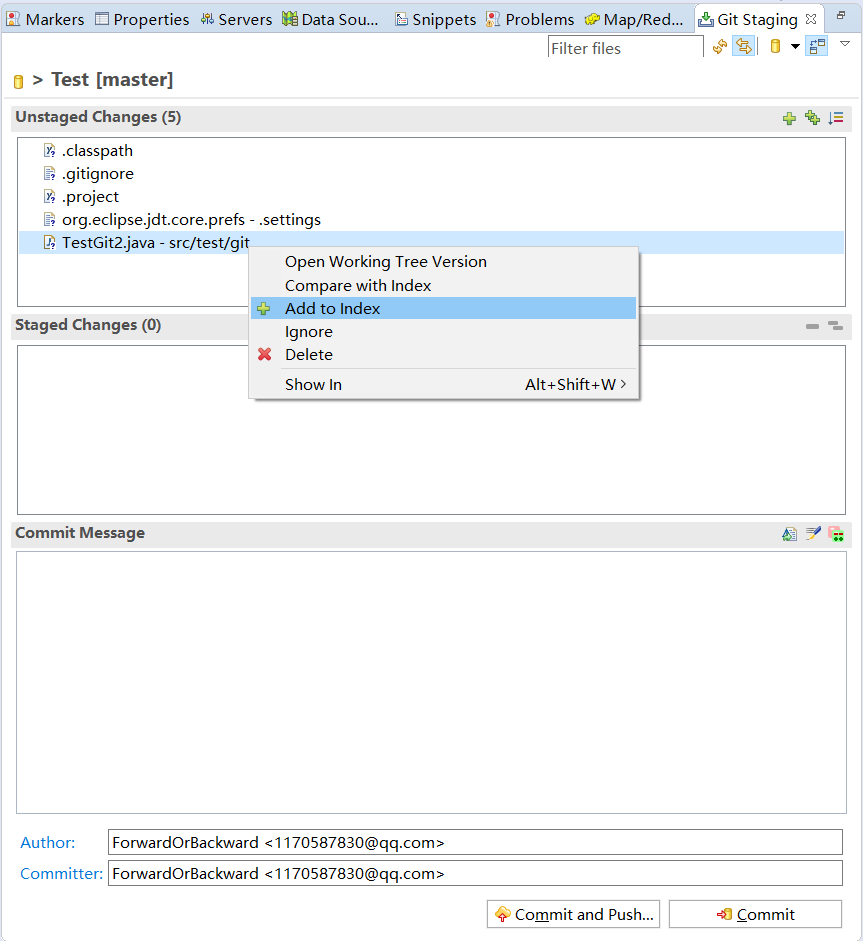 Markers Properties Servers Data Sou... Snippets Problems Map/Red... Git Staging
Filter files
> Test [master]
Unstaged Changes (5)
.classpath
.gitignore
.project
org.eclipse.jdt.core.prefs - .settings
TestGit2.java - src/test/git
Open Working Tree Version
Compare with Index
Add to Index
Ignore
Delete
Show In Alt+Shift+W >
Staged Changes (0)
Commit Message
Author: ForwardOrBackward <1170587830@qq.com>
Committer: ForwardOrBackward <1170587830@qq.com>
Commit and Push... Commit